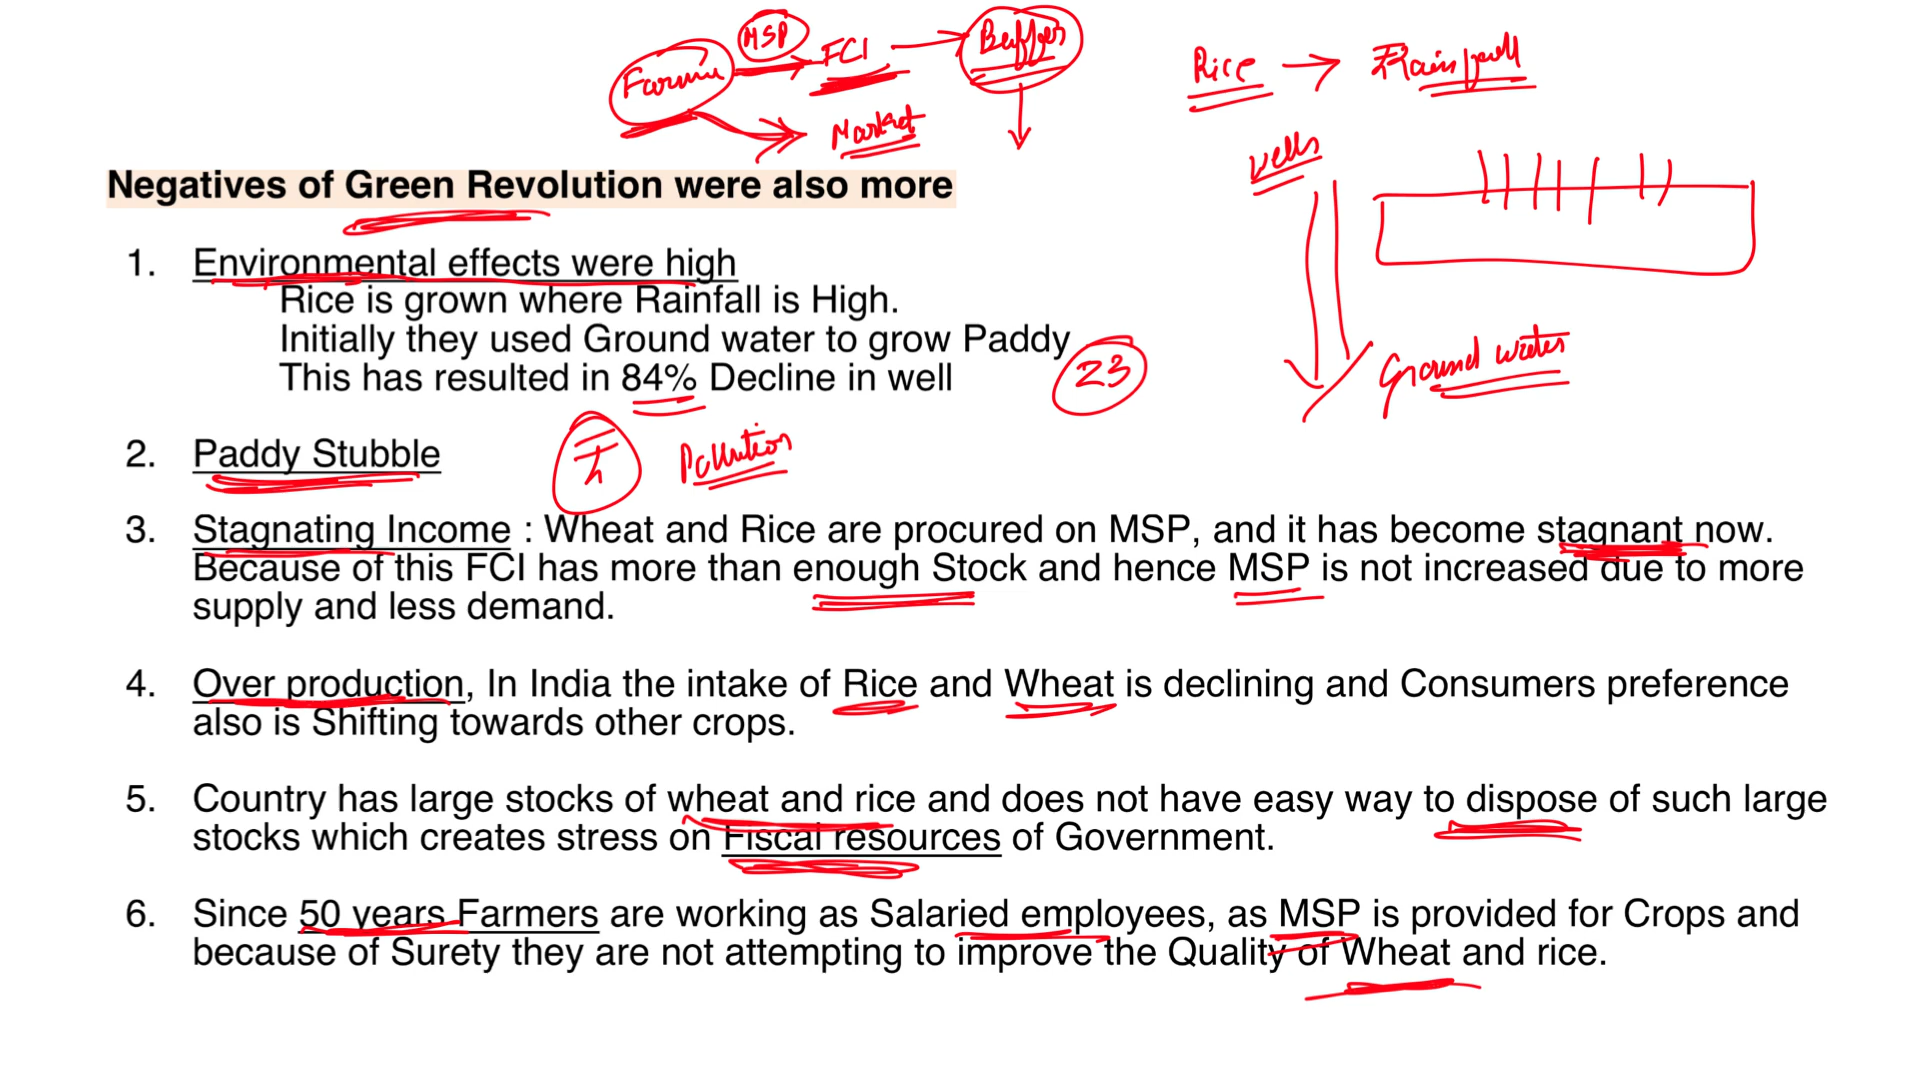 MSP
Farmer → FCI → Buffer
Market
Rice → Rainfall
Wells
Negatives of Green Revolution were also more
1. Environmental effects were high
Rice is grown where Rainfall is High.
Initially they used Ground water to grow Paddy
This has resulted in 84% Decline in well
23
Ground water
2. Paddy Stubble
Pollution
3. Stagnating Income : Wheat and Rice are procured on MSP, and it has become stagnant now.
Because of this FCI has more than enough Stock and hence MSP is not increased due to more
supply and less demand.
4. Over production, In India the intake of Rice and Wheat is declining and Consumers preference
also is Shifting towards other crops.
5. Country has large stocks of wheat and rice and does not have easy way to dispose of such large
stocks which creates stress on Fiscal resources of Government.
6. Since 50 years Farmers are working as Salaried employees, as MSP is provided for Crops and
because of Surety they are not attempting to improve the Quality of Wheat and rice.